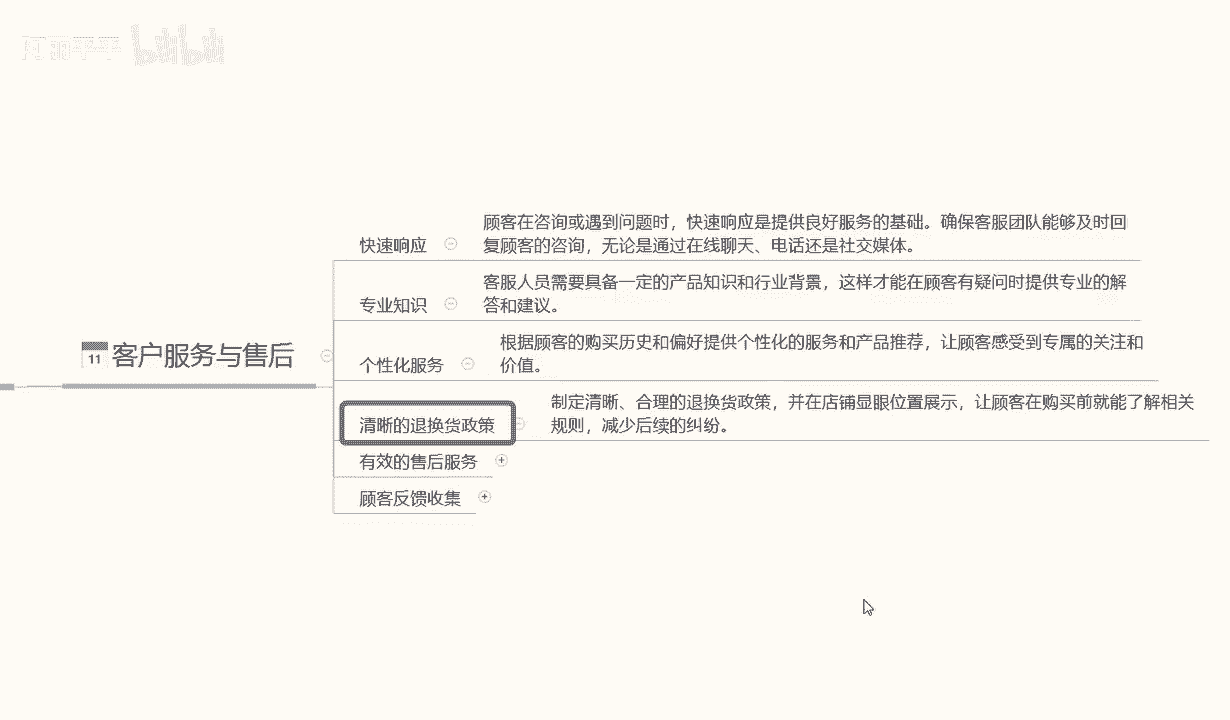 bilibili
快速响应
顾客在咨询或遇到问题时，快速响应是提供良好服务的基础。确保客服团队能够及时回
复顾客的咨询，无论是通过在线聊天、电话还是社交媒体。
专业知识
客服人员需要具备一定的产品知识和行业背景，这样才能在顾客有疑问时提供专业的解
答和建议。
11 客户服务与售后
个性化服务
根据顾客的购买历史和偏好提供个性化的服务和产品推荐，让顾客感受到专属的关注和
价值。
清晰的退换货政策
制定清晰、合理的退换货政策，并在店铺显眼位置展示，让顾客在购买前就能了解相关
规则，减少后续的纠纷。
有效的售后服务
顾客反馈收集